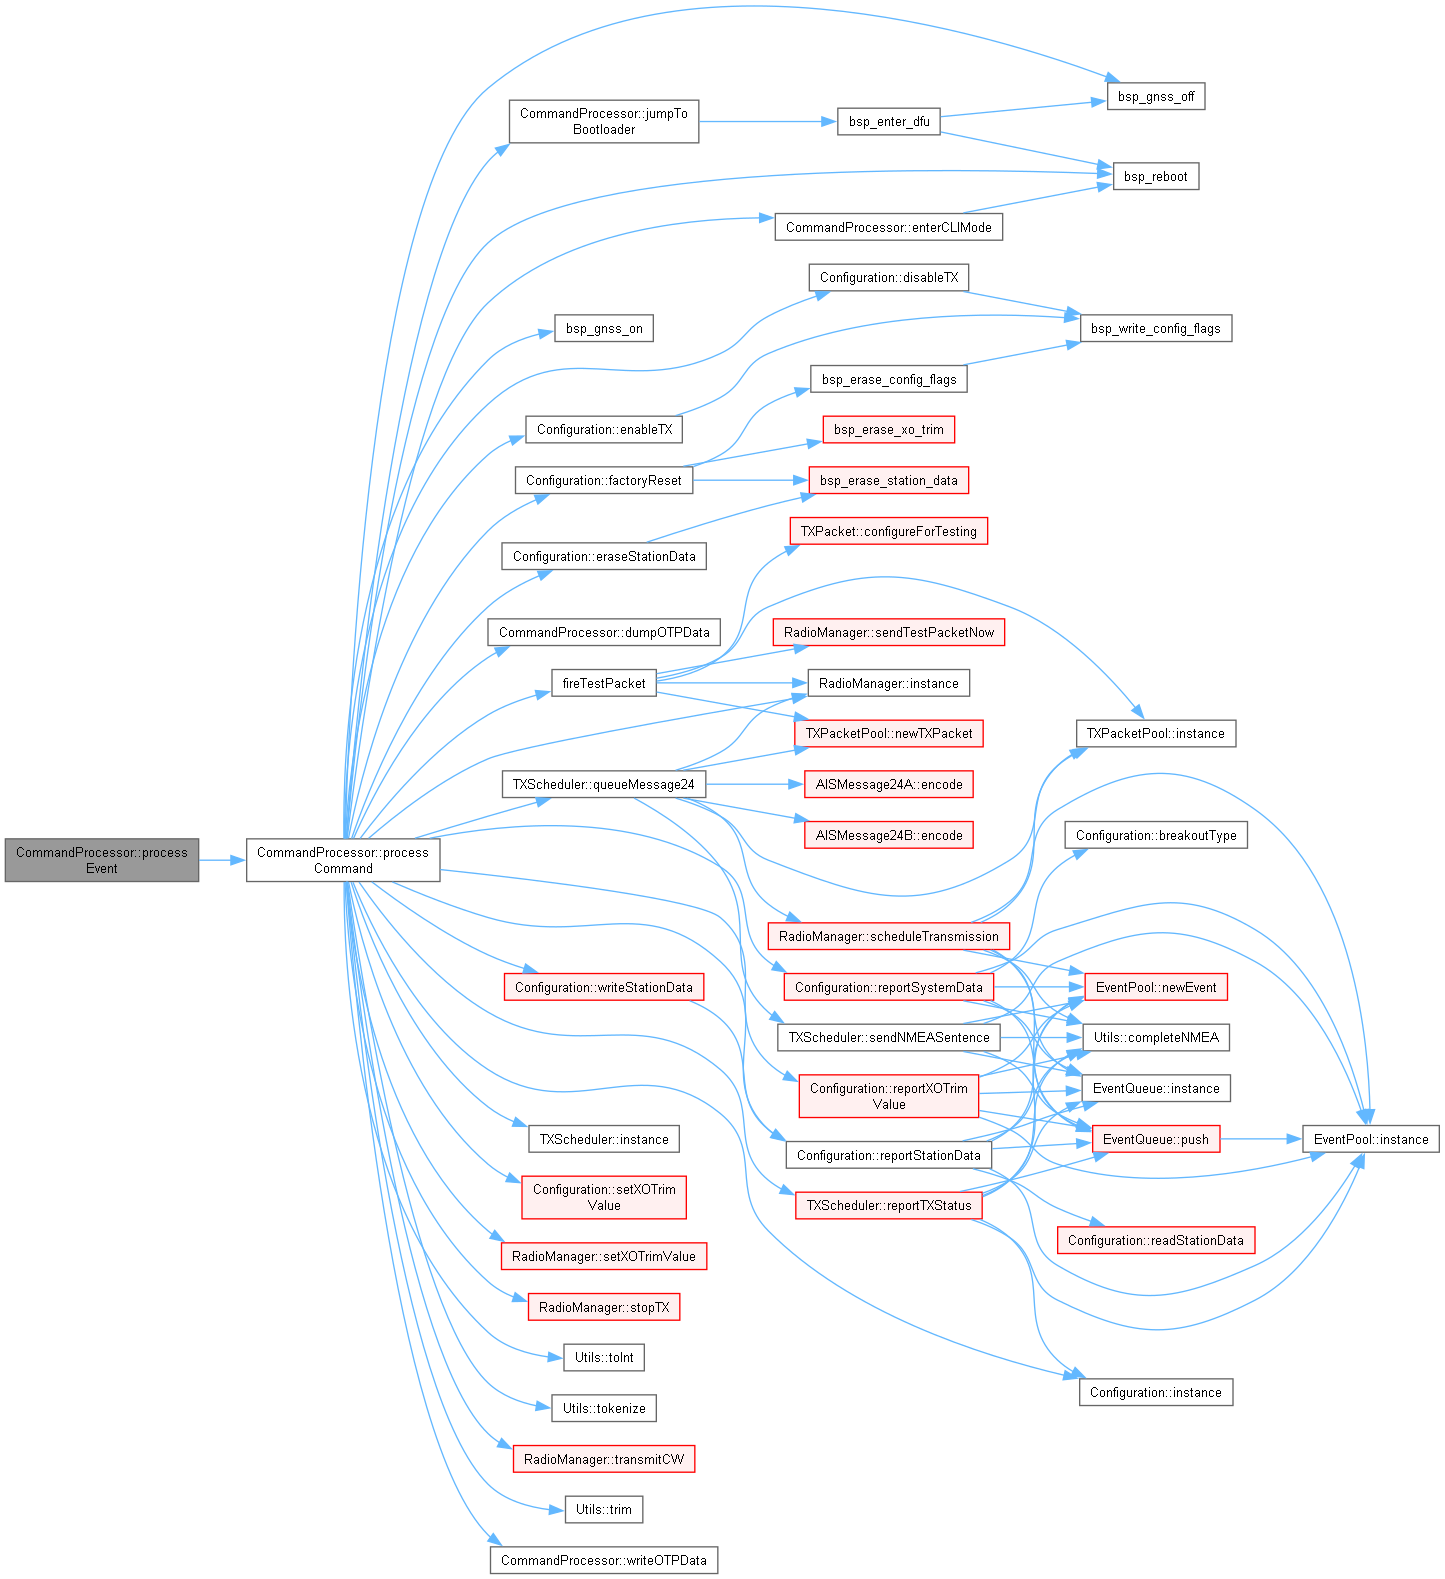 bsp_gnss_off
CommandProcessor::jumpTo
Bootloader
bsp_enter_dfu
bsp_reboot
CommandProcessor::enterCLIMode
Configuration::disableTX
bsp_gnss_on
bsp_write_config_flags
bsp_erase_config_flags
Configuration::enableTX
bsp_erase_xo_trim
Configuration::factoryReset
bsp_erase_station_data
TXPacket::configureForTesting
Configuration::eraseStationData
CommandProcessor::dumpOTPData
RadioManager::sendTestPacketNow
fireTestPacket
RadioManager::instance
TXPacketPool::newTXPacket
TXPacketPool::instance
TXScheduler::queueMessage24
AISMessage24A::encode
AISMessage24B::encode
Configuration::breakoutType
CommandProcessor::process
Event
CommandProcessor::process
Command
RadioManager::scheduleTransmission
Configuration::writeStationData
Configuration::reportSystemData
EventPool::newEvent
TXScheduler::sendNMEASentence
Utils::completeNMEA
Configuration::reportXOTrim
Value
EventQueue::instance
TXScheduler::instance
Configuration::reportStationData
EventQueue::push
EventPool::instance
Configuration::setXOTrim
Value
TXScheduler::reportTXStatus
RadioManager::setXOTrimValue
Configuration::readStationData
RadioManager::stopTX
Utils::toInt
Configuration::instance
Utils::tokenize
RadioManager::transmitCW
Utils::trim
CommandProcessor::writeOTPData